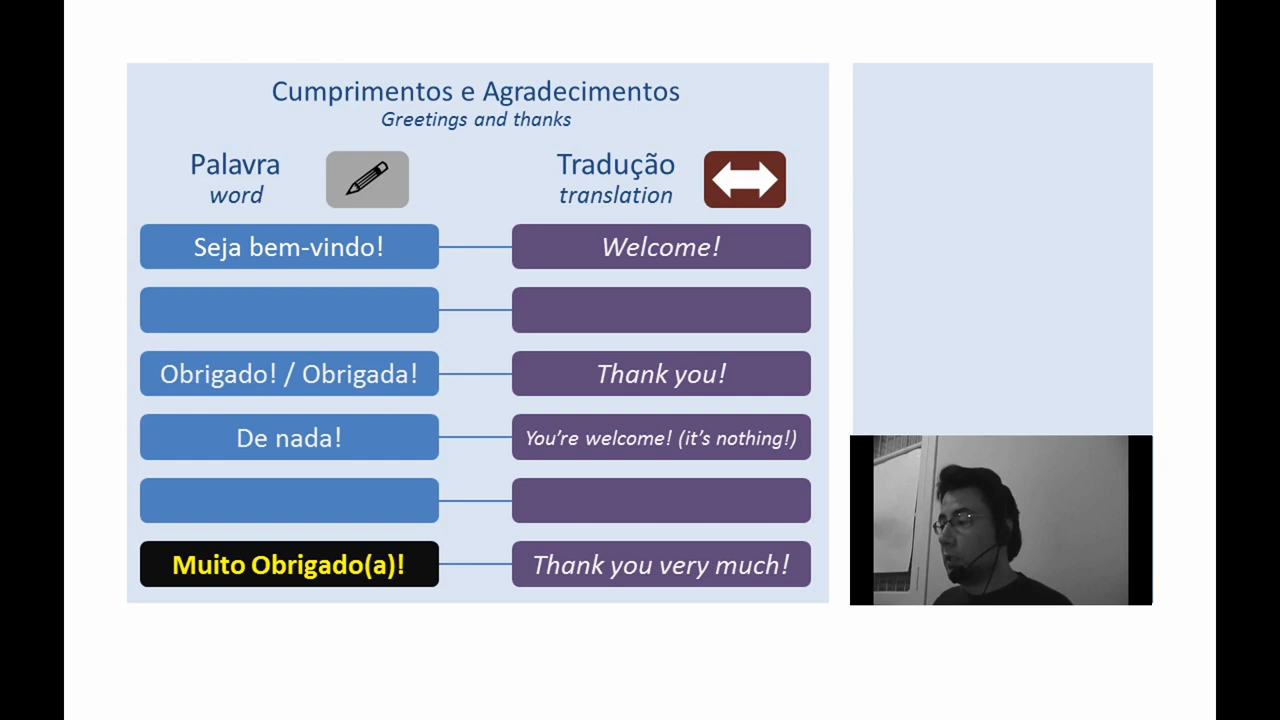 Cumprimentos e Agradecimentos
Greetings and thanks
Palavra
word
Tradução
translation
Seja bem-vindo!
Welcome!
Obrigado! / Obrigada!
Thank you!
De nada!
You're welcome! (it's nothing!)
Muito Obrigado(a)!
Thank you very much!